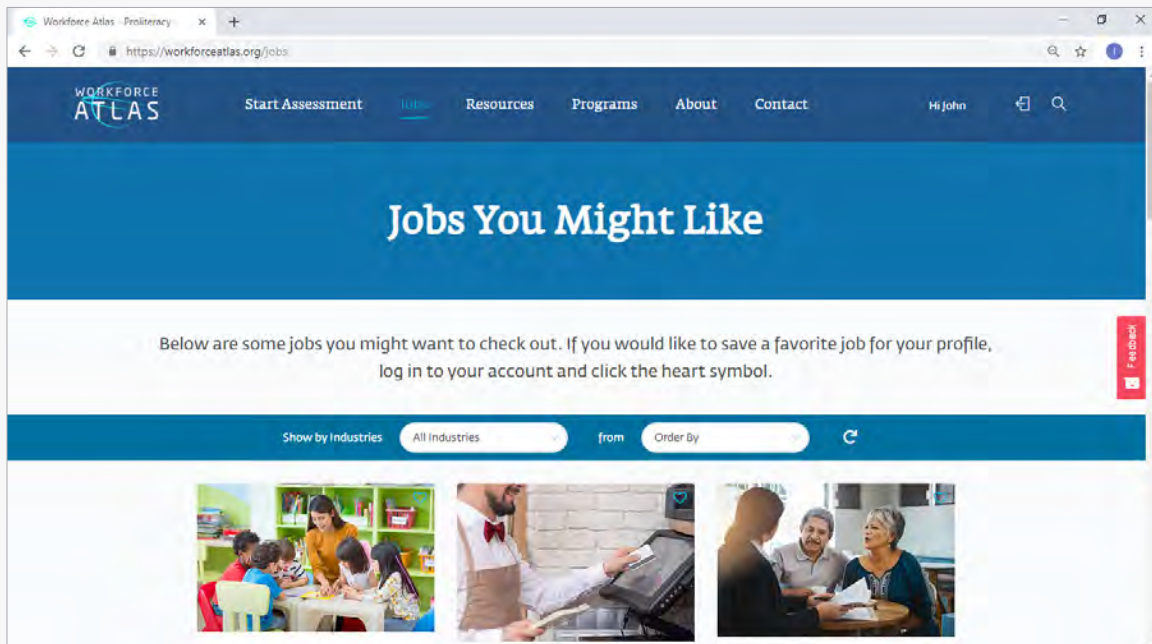 Workforce Atlas - Proliteracy
https://workforceatlas.org/jobs
WORKFORCE
ATLAS
Start Assessment
Jobs
Resources
Programs
About
Contact
Hi John
Jobs You Might Like
Below are some jobs you might want to check out. If you would like to save a favorite job for your profile,
log in to your account and click the heart symbol.
Feedback
Show by Industries
All Industries
from
Order By